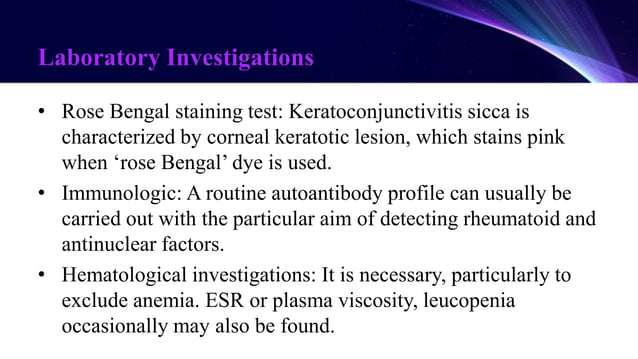 Laboratory Investigations
• Rose Bengal staining test: Keratoconjunctivitis sicca is
characterized by corneal keratotic lesion, which stains pink
when ‘rose Bengal’ dye is used.
• Immunologic: A routine autoantibody profile can usually be
carried out with the particular aim of detecting rheumatoid and
antinuclear factors.
• Hematological investigations: It is necessary, particularly to
exclude anemia. ESR or plasma viscosity, leucopenia
occasionally may also be found.